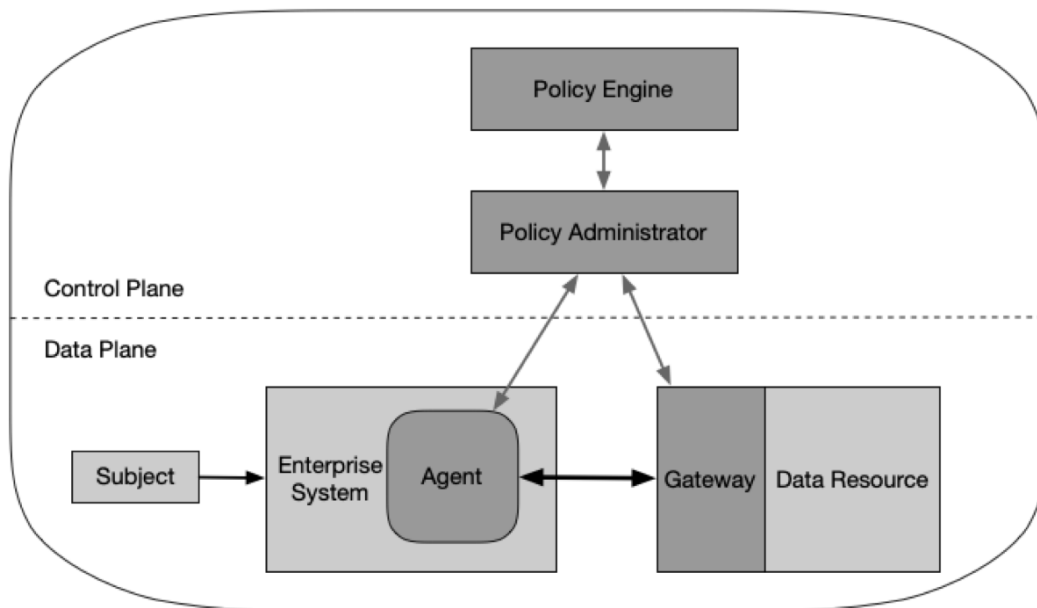 Policy Engine
Policy Administrator
Control Plane
Data Plane
Subject
Enterprise
System
Agent
Gateway
Data Resource